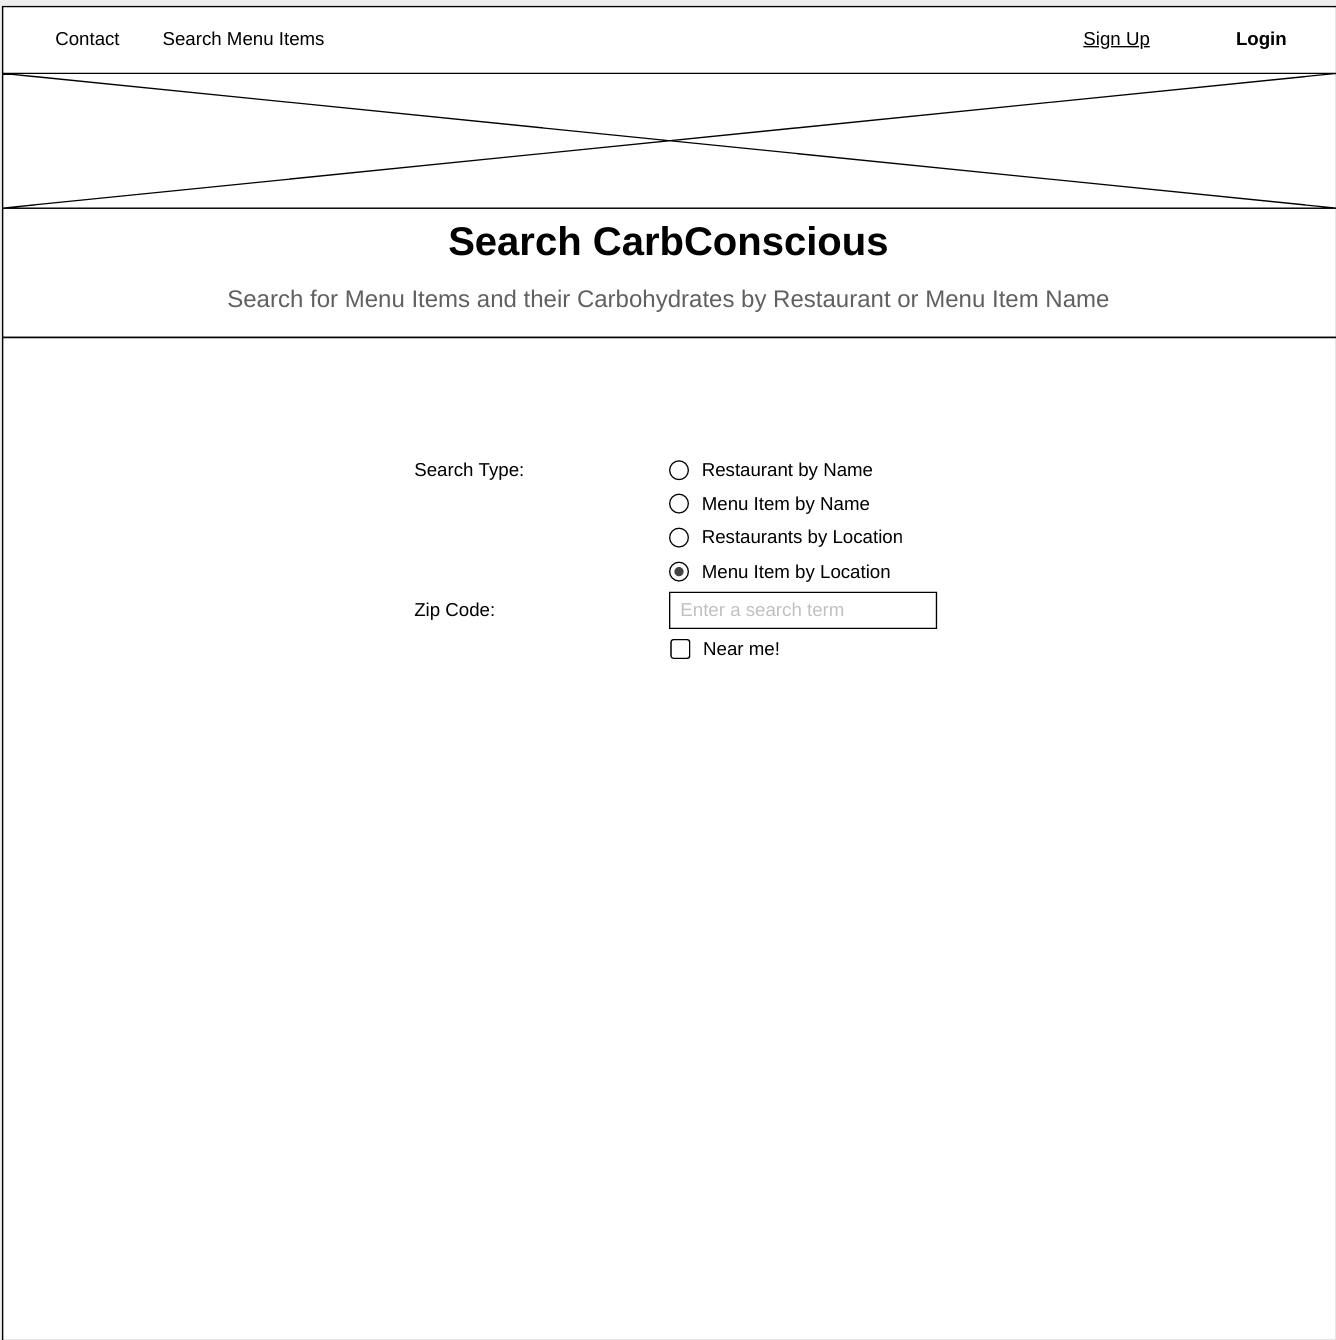 Contact Search Menu Items Sign Up Login
Search CarbConscious
Search for Menu Items and their Carbohydrates by Restaurant or Menu Item Name
Search Type: Restaurant by Name
Menu Item by Name
Restaurants by Location
Menu Item by Location
Zip Code: Enter a search term
Near me!